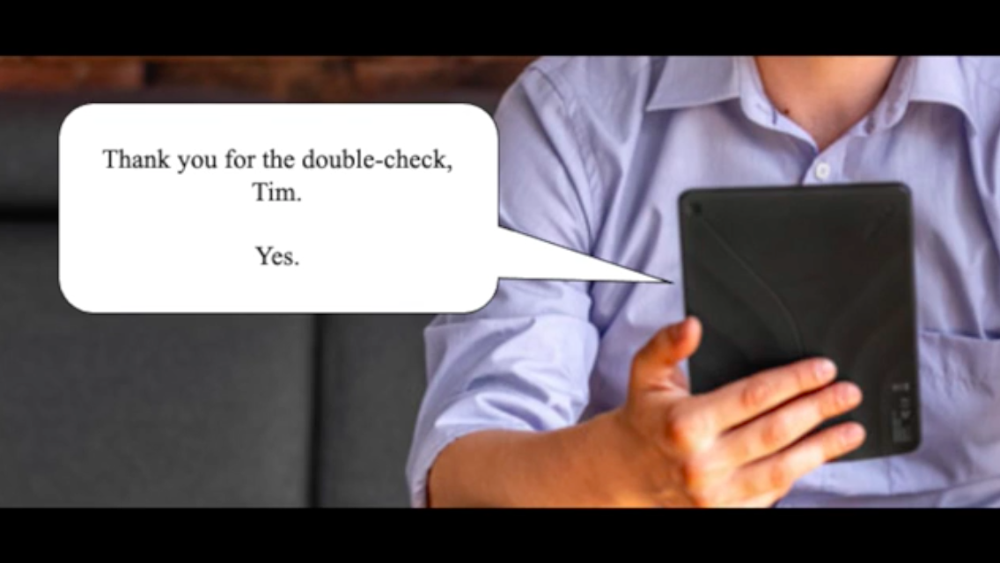 Thank you for the double-check,
Tim.
Yes.